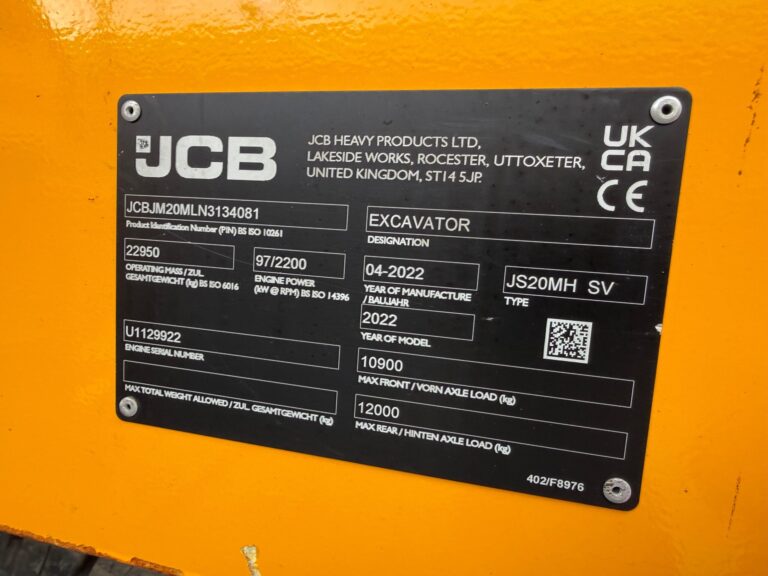 JCB
JCB HEAVY PRODUCTS LTD,
LAKESIDE WORKS, ROCESTER, UTTOXETER,
UNITED KINGDOM, ST14 5JP.
UK
CA
CE
JCBJM20MLN3134081
Product Identification Number (PIN) BS ISO 10261
EXCAVATOR
DESIGNATION
22950
OPERATING MASS / ZUL.
GESAMTGEWICHT (kg) BS ISO 6016
97/2200
ENGINE POWER
(kW @ RPM) BS ISO 14396
04-2022
YEAR OF MANUFACTURE
/ BAUJAHR
JS20MH SV
TYPE
2022
YEAR OF MODEL
U1129922
ENGINE SERIAL NUMBER
10900
MAX FRONT / VORN AXLE LOAD (kg)
MAX TOTAL WEIGHT ALLOWED / ZUL. GESAMTGEWICHT (kg)
12000
MAX REAR / HINTEN AXLE LOAD (kg)
402/F8976